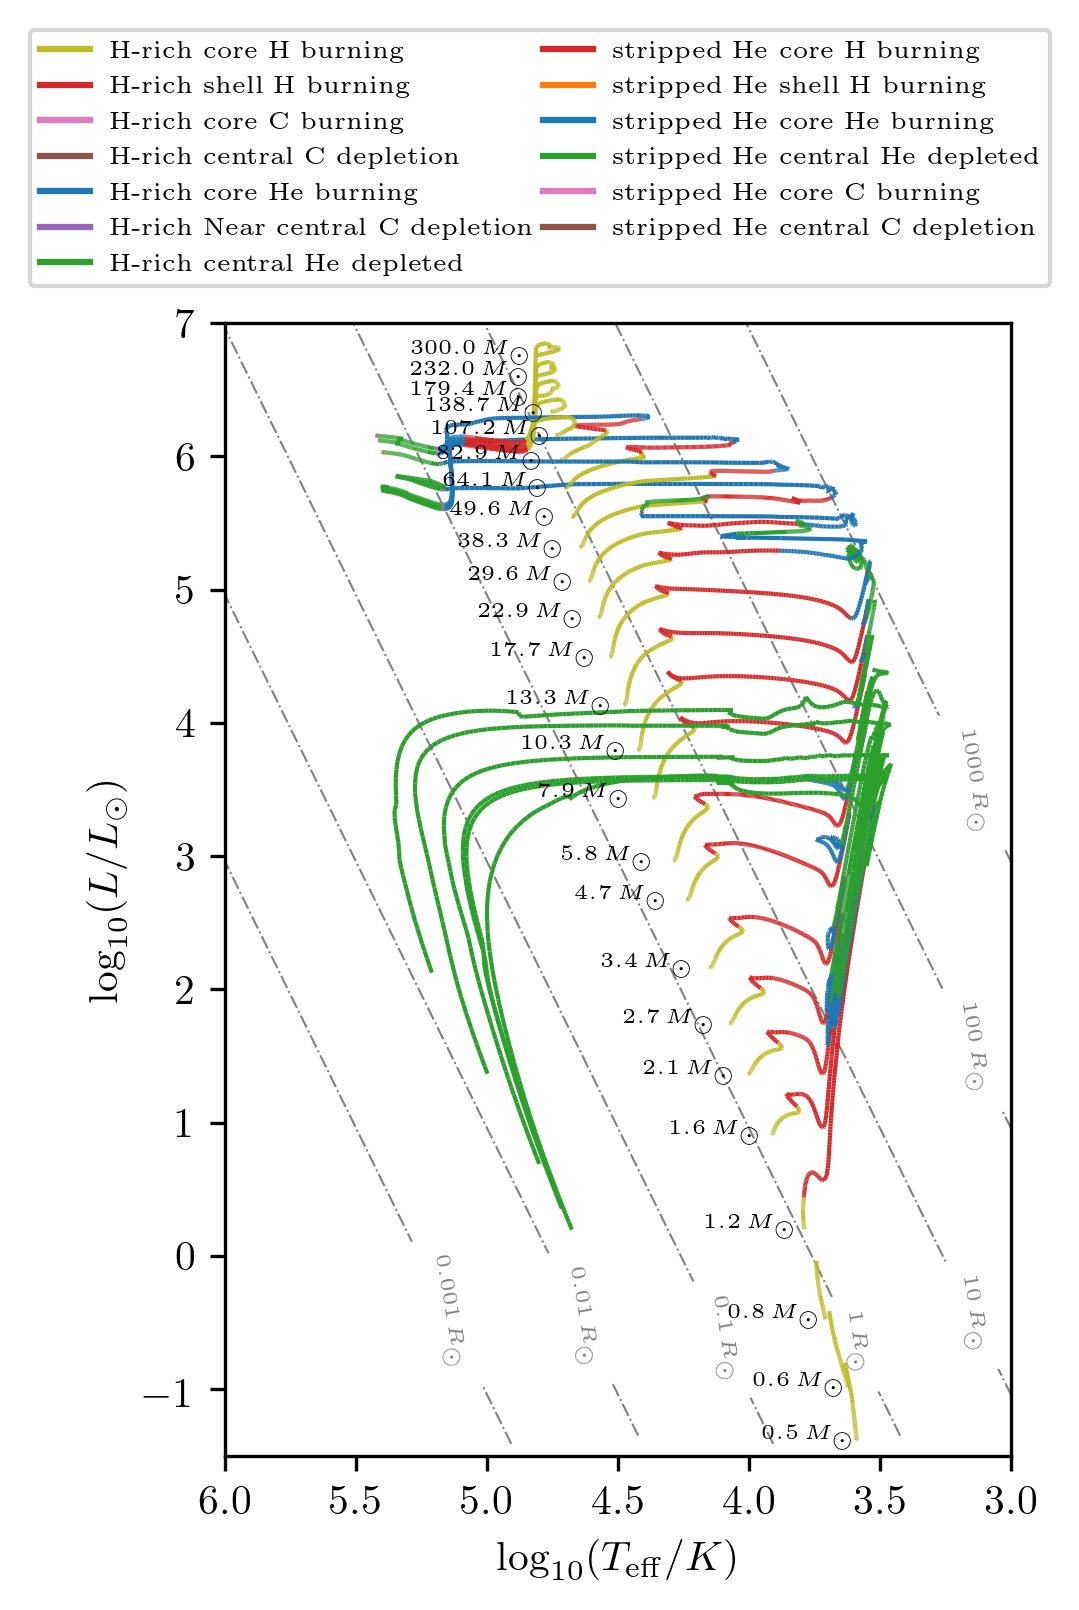 H-rich core H burning
H-rich shell H burning
H-rich core C burning
H-rich central C depletion
H-rich core He burning
H-rich Near central C depletion
H-rich central He depleted
stripped He core H burning
stripped He shell H burning
stripped He core He burning
stripped He central He depleted
stripped He core C burning
stripped He central C depletion
7
6
5
4
3
2
1
0
−1
log₁₀(L/L☉)
300.0 M☉
232.0 M☉
179.4 M☉
138.7 M☉
107.2 M☉
82.9 M☉
64.1 M☉
49.6 M☉
38.3 M☉
29.6 M☉
22.9 M☉
17.7 M☉
13.3 M☉
10.3 M☉
7.9 M☉
5.8 M☉
4.7 M☉
3.4 M☉
2.7 M☉
2.1 M☉
1.6 M☉
1.2 M☉
0.8 M☉
0.6 M☉
0.5 M☉
1000 R☉
100 R☉
10 R☉
1 R☉
0.1 R☉
0.01 R☉
0.001 R☉
6.0 5.5 5.0 4.5 4.0 3.5 3.0
log₁₀(T_eff/K)